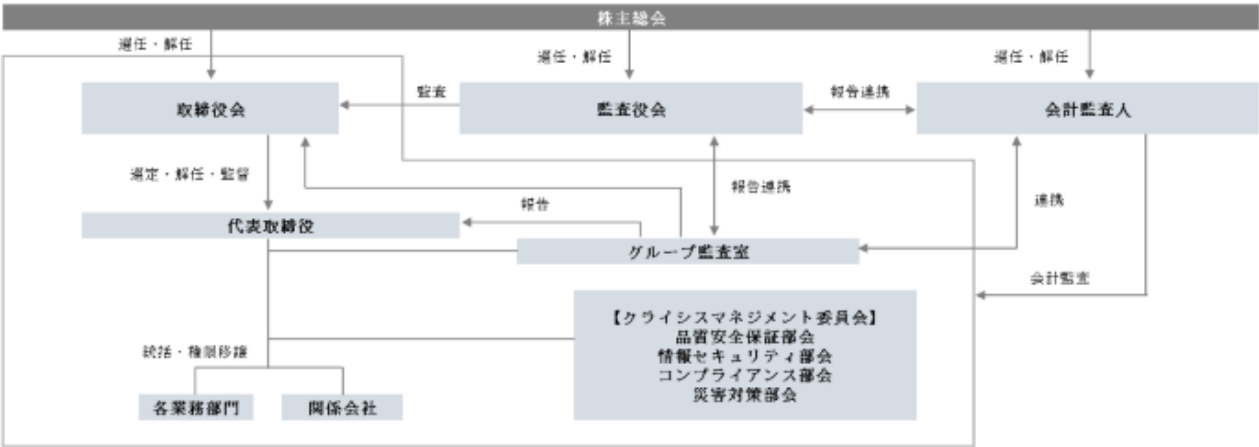 株主総会
選任・解任
選任・解任
選任・解任
取締役会
監査
監査役会
報告連携
会計監査人
選定・解任・監督
報告連携
連携
報告
代表取締役
グループ監査室
会計監査
【クライシスマネジメント委員会】
品質安全保証部会
情報セキュリティ部会
コンプライアンス部会
災害対策部会
統括・権限移譲
各業務部門
関係会社